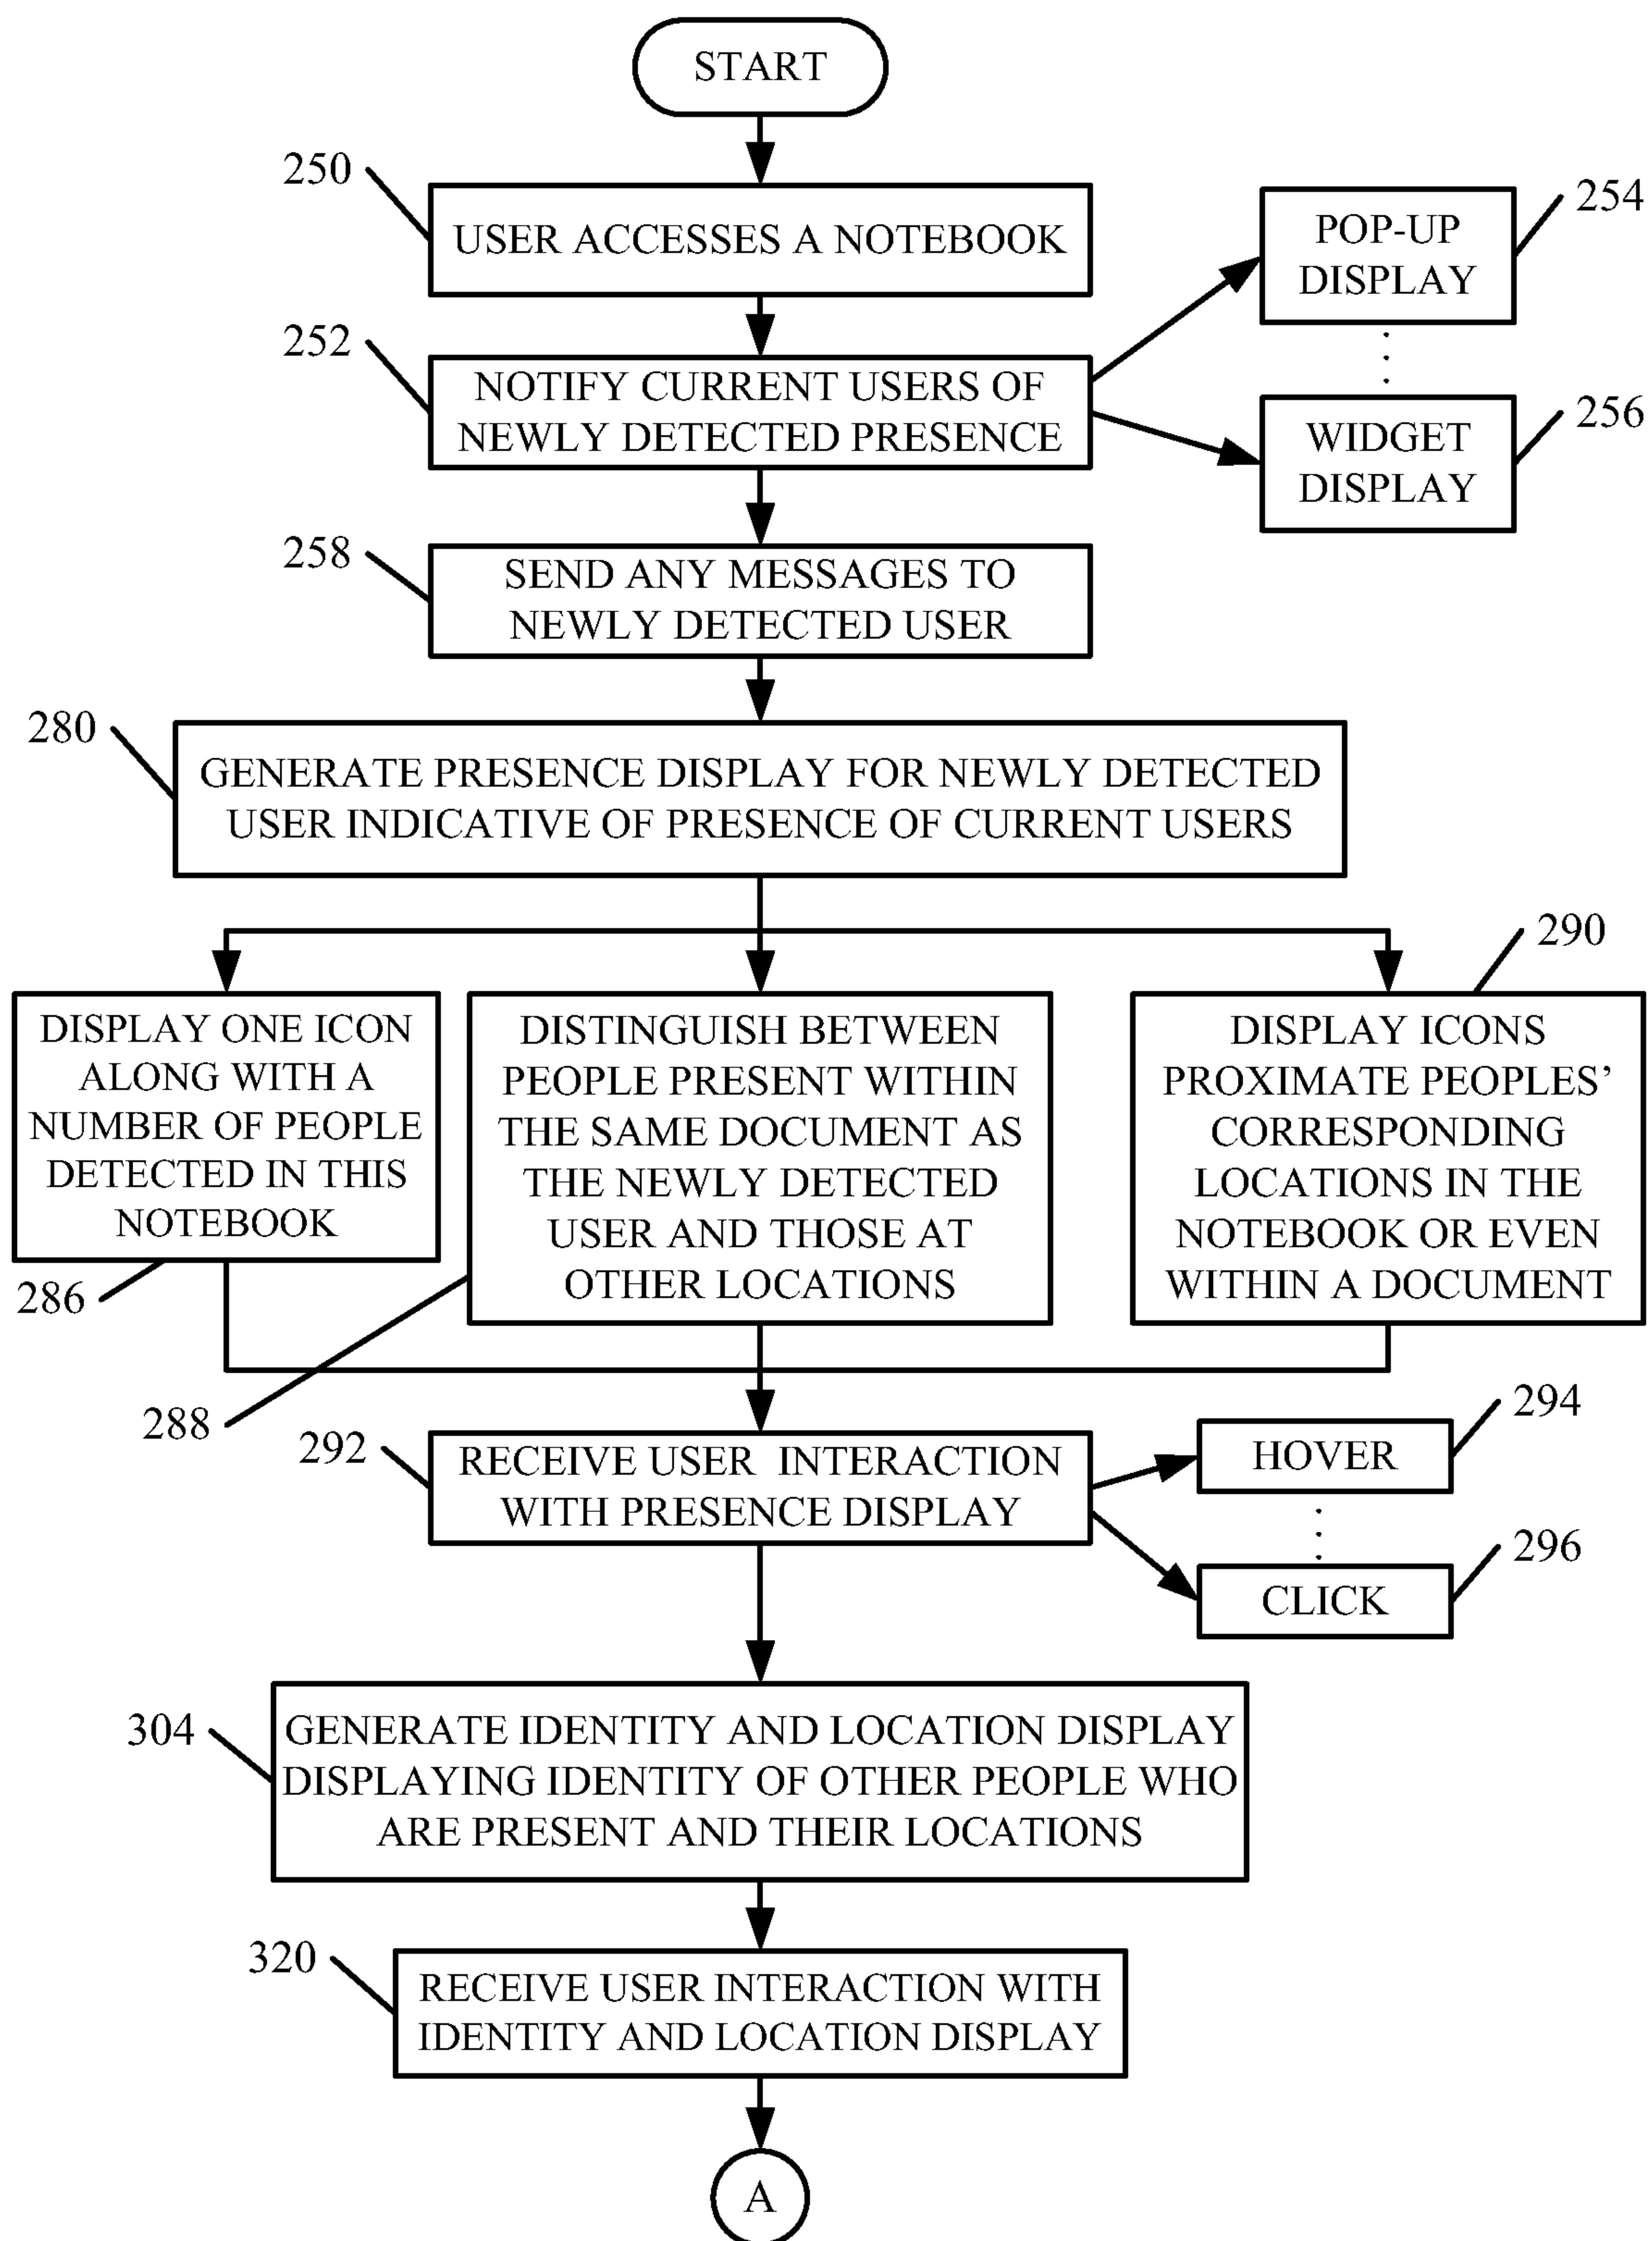 START
250
USER ACCESSES A NOTEBOOK
254
POP-UP
DISPLAY
252
NOTIFY CURRENT USERS OF
NEWLY DETECTED PRESENCE
256
WIDGET
DISPLAY
258
SEND ANY MESSAGES TO
NEWLY DETECTED USER
280
GENERATE PRESENCE DISPLAY FOR NEWLY DETECTED
USER INDICATIVE OF PRESENCE OF CURRENT USERS
290
DISPLAY ONE ICON
ALONG WITH A
NUMBER OF PEOPLE
DETECTED IN THIS
NOTEBOOK
286
DISTINGUISH BETWEEN
PEOPLE PRESENT WITHIN
THE SAME DOCUMENT AS
THE NEWLY DETECTED
USER AND THOSE AT
OTHER LOCATIONS
288
DISPLAY ICONS
PROXIMATE PEOPLES’
CORRESPONDING
LOCATIONS IN THE
NOTEBOOK OR EVEN
WITHIN A DOCUMENT
292
RECEIVE USER INTERACTION
WITH PRESENCE DISPLAY
294
HOVER
296
CLICK
304
GENERATE IDENTITY AND LOCATION DISPLAY
DISPLAYING IDENTITY OF OTHER PEOPLE WHO
ARE PRESENT AND THEIR LOCATIONS
320
RECEIVE USER INTERACTION WITH
IDENTITY AND LOCATION DISPLAY
A